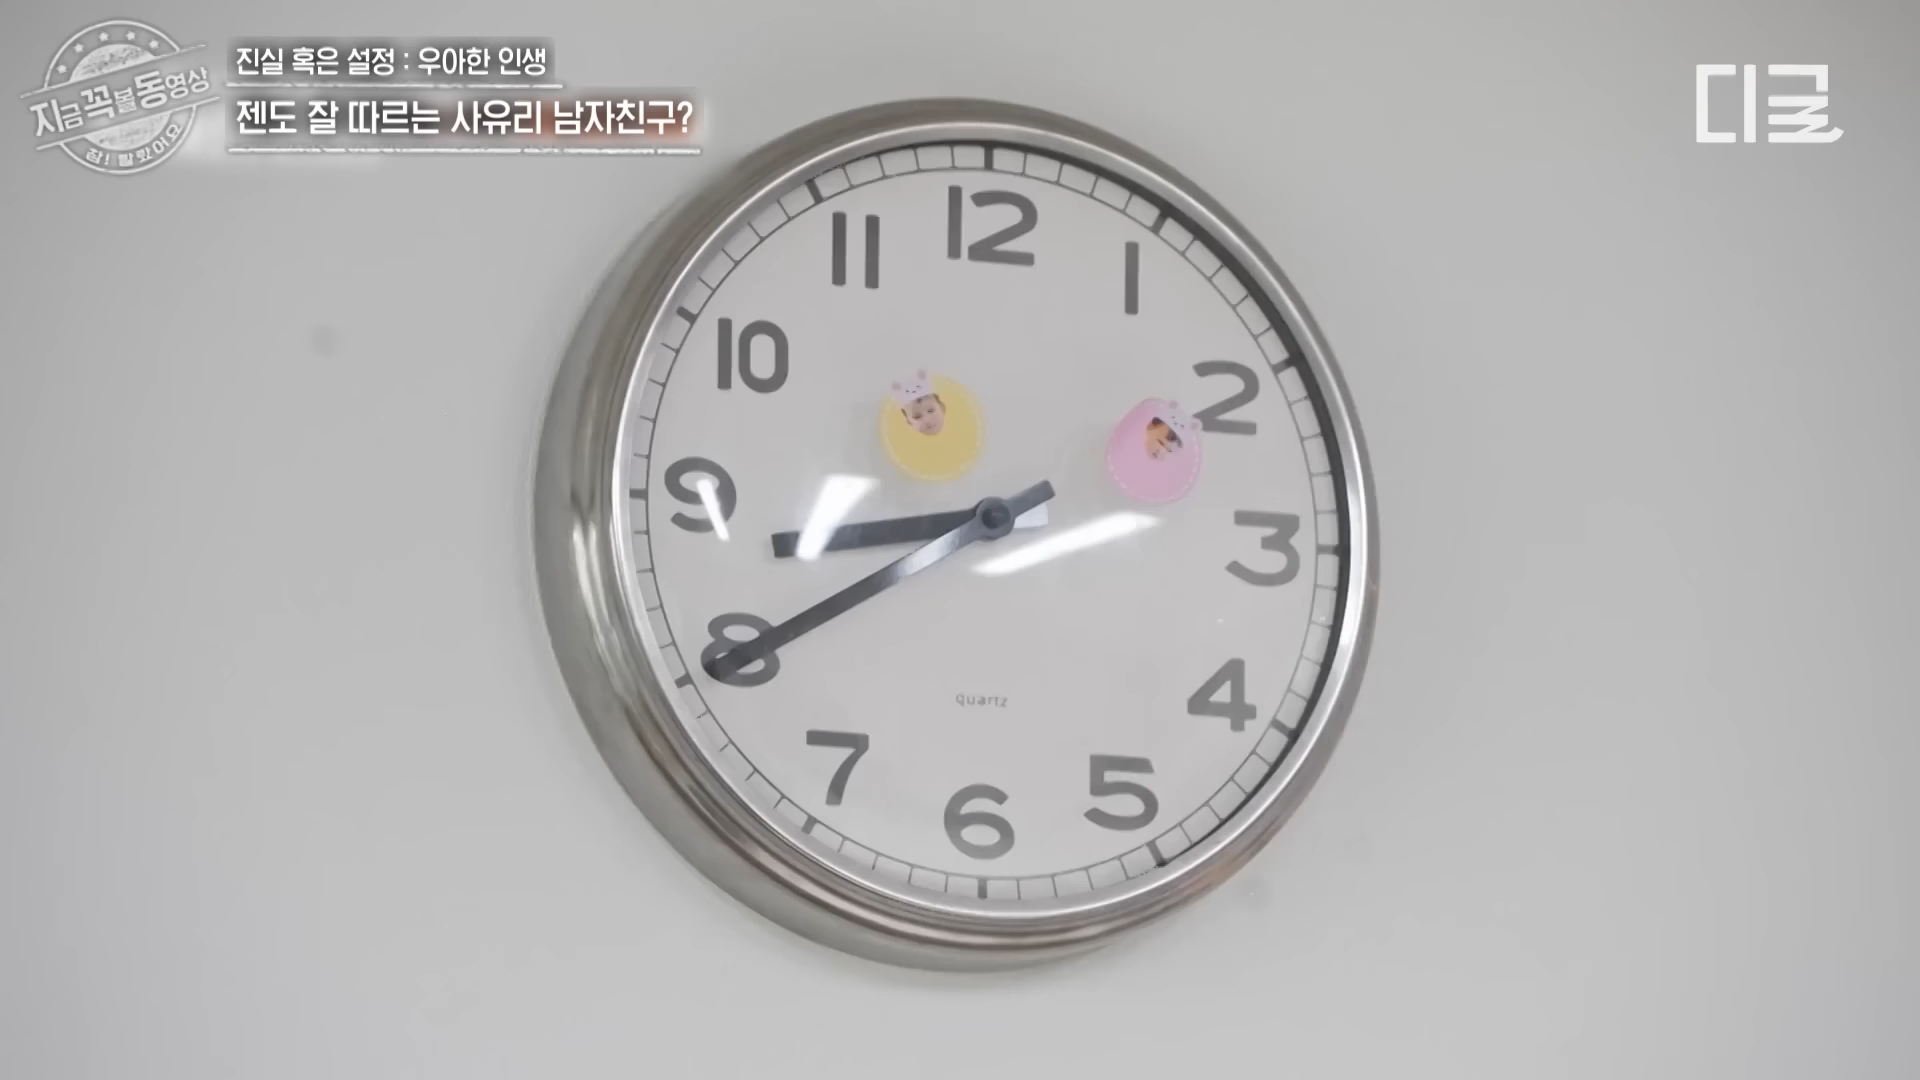 지금 꼭 볼 동영상
잠! 말랐어요
진실 혹은 설정 : 우아한 인생
젠도 잘 따르는 사유리 남자친구?
디글
12
1
2
3
4
5
6
7
8
9
10
11
quartz